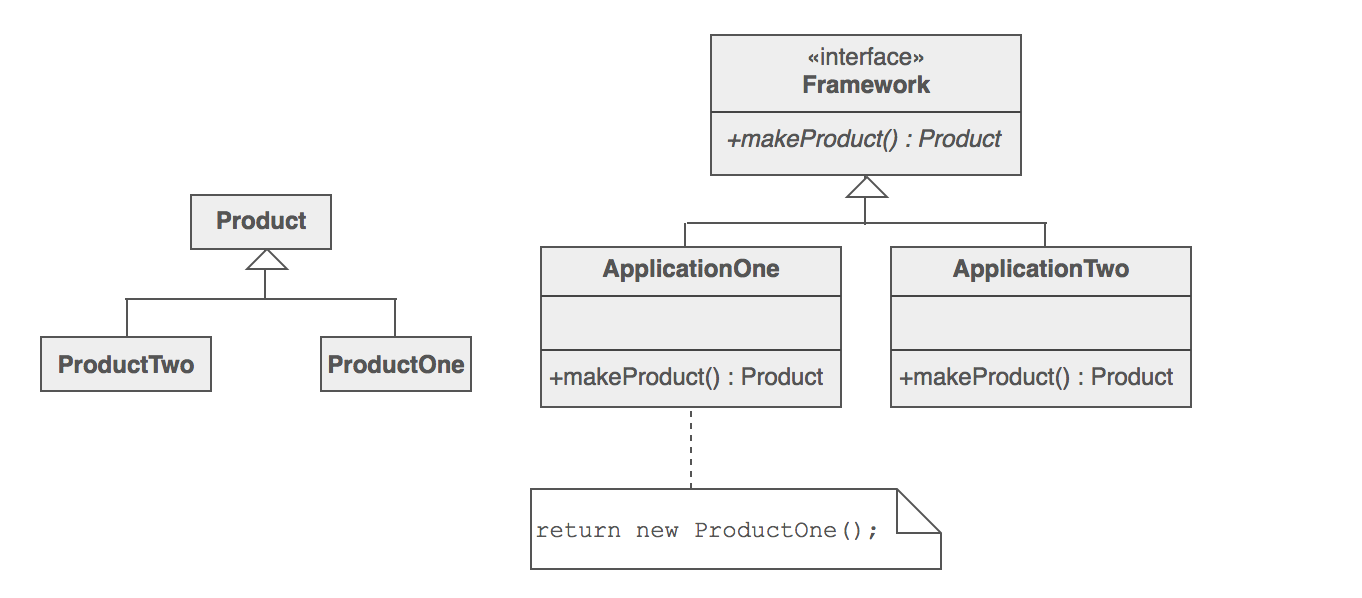 «interface»
Framework
+makeProduct() : Product
Product
ProductTwo
ProductOne
ApplicationOne
+makeProduct() : Product
ApplicationTwo
+makeProduct() : Product
return new ProductOne();